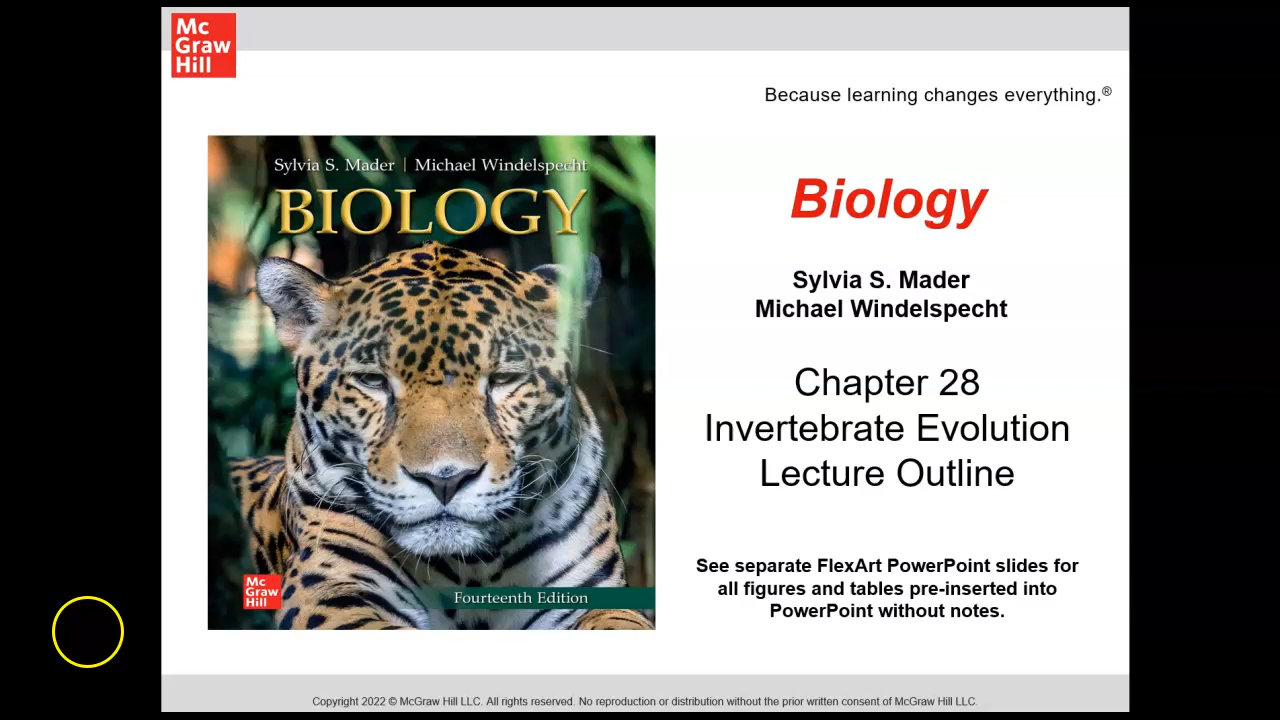 Mc
Graw
Hill
Because learning changes everything.®
Sylvia S. Mader | Michael Windelspecht
BIOLOGY
Mc
Graw
Hill
Fourteenth Edition
Biology
Sylvia S. Mader
Michael Windelspecht
Chapter 28
Invertebrate Evolution
Lecture Outline
See separate FlexArt PowerPoint slides for
all figures and tables pre-inserted into
PowerPoint without notes.
Copyright 2022 © McGraw Hill LLC. All rights reserved. No reproduction or distribution without the prior written consent of McGraw Hill LLC.